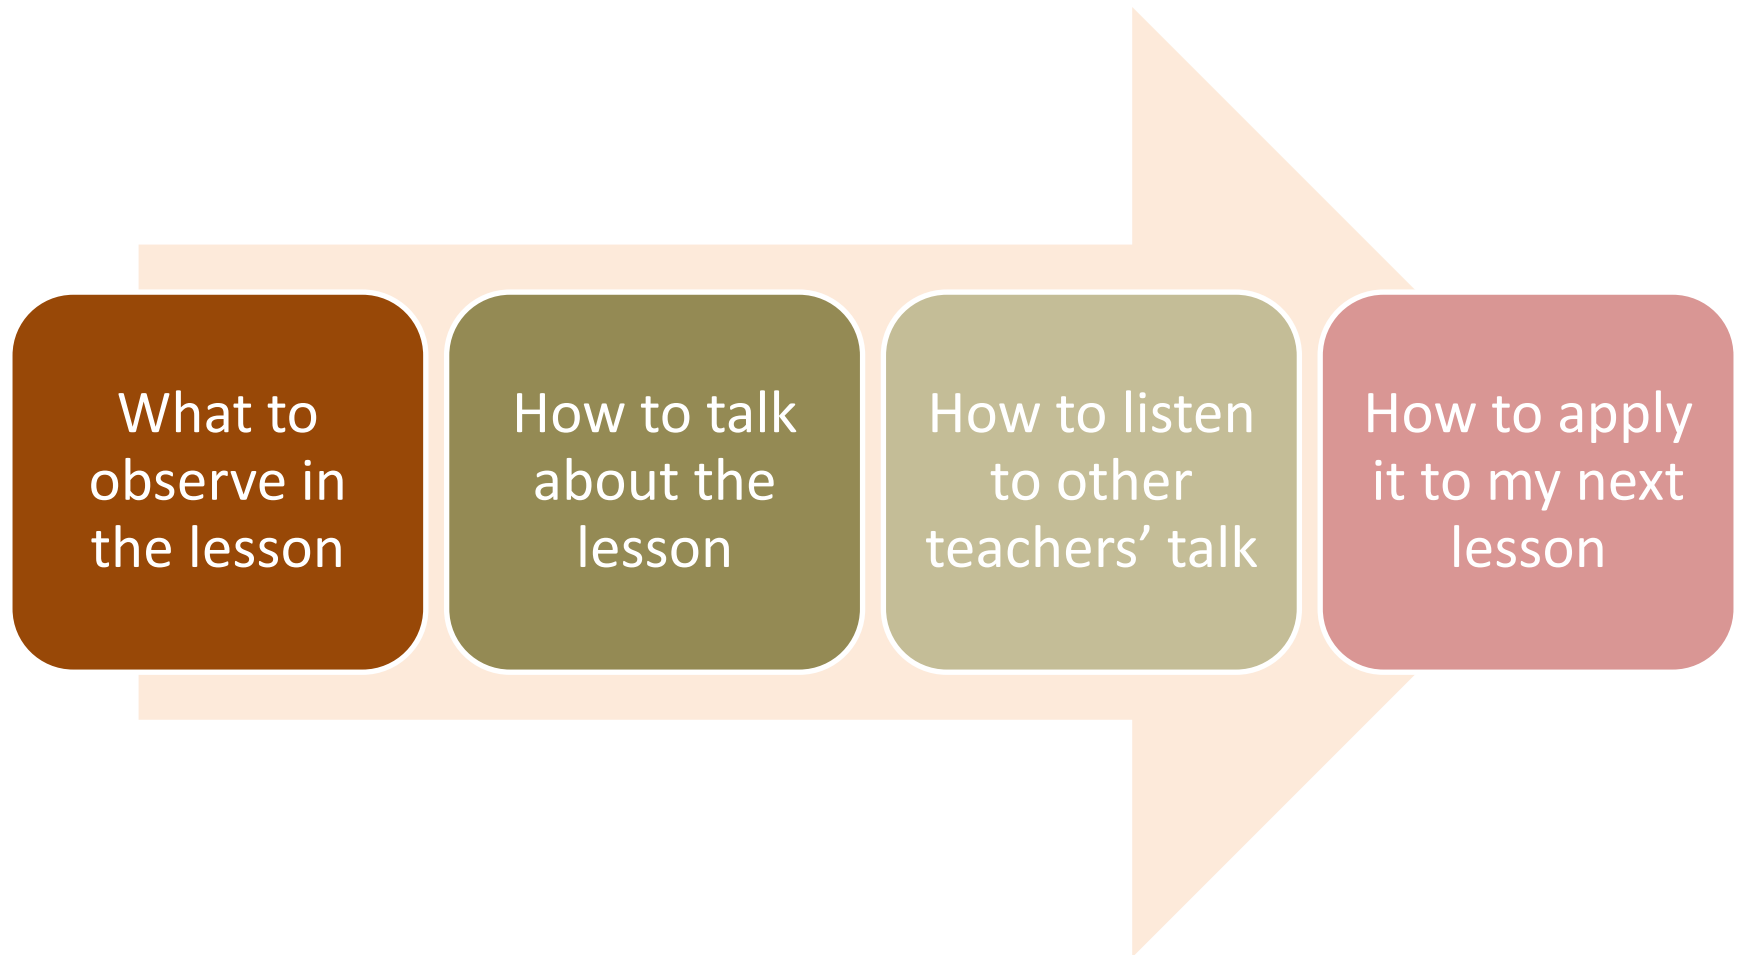 What to
observe in
the lesson
How to talk
about the
lesson
How to listen
to other
teachers’ talk
How to apply
it to my next
lesson